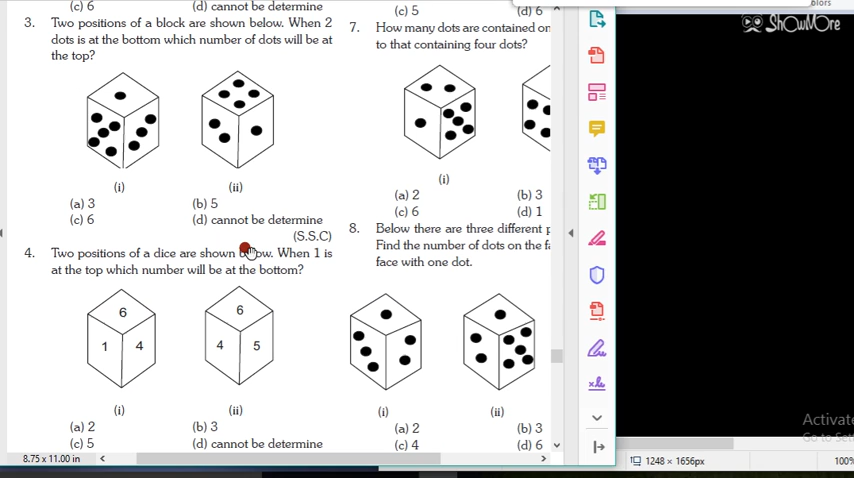 (c) 6 (d) cannot be determine
3. Two positions of a block are shown below. When 2
dots is at the bottom which number of dots will be at
the top?
(i) (ii)
(a) 3 (b) 5
(c) 6 (d) cannot be determine
(S.S.C)
4. Two positions of a dice are shown below. When 1 is
at the top which number will be at the bottom?
6 1 4
6 4 5
(i) (ii)
(a) 2 (b) 3
(c) 5 (d) cannot be determine
(c) 5 (d) 6
7. How many dots are contained on
to that containing four dots?
(i)
(a) 2 (b) 3
(c) 6 (d) 1
8. Below there are three different
Find the number of dots on the
face with one dot.
(i) (ii)
(a) 2 (b) 3
(c) 4 (d) 6
8.75 x 11.00 in
olors
ShowMore
Activate
Go to Set
1248 × 1656px
100%